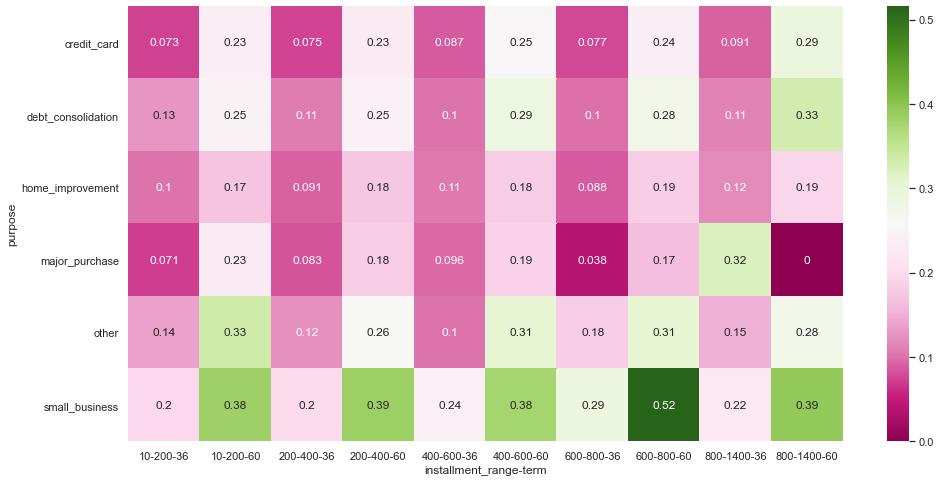 credit_card 0.073 0.23 0.075 0.23 0.087 0.25 0.077 0.24 0.091 0.29
debt_consolidation 0.13 0.25 0.11 0.25 0.1 0.29 0.1 0.28 0.11 0.33
home_improvement 0.1 0.17 0.091 0.18 0.11 0.18 0.088 0.19 0.12 0.19
purpose
major_purchase 0.071 0.23 0.083 0.18 0.096 0.19 0.038 0.17 0.32 0
other 0.14 0.33 0.12 0.26 0.1 0.31 0.18 0.31 0.15 0.28
small_business 0.2 0.38 0.2 0.39 0.24 0.38 0.29 0.52 0.22 0.39
10-200-36 10-200-60 200-400-36 200-400-60 400-600-36 400-600-60 600-800-36 600-800-60 800-1400-36 800-1400-60
installment_range-term
0.5
0.4
0.3
0.2
0.1
0.0